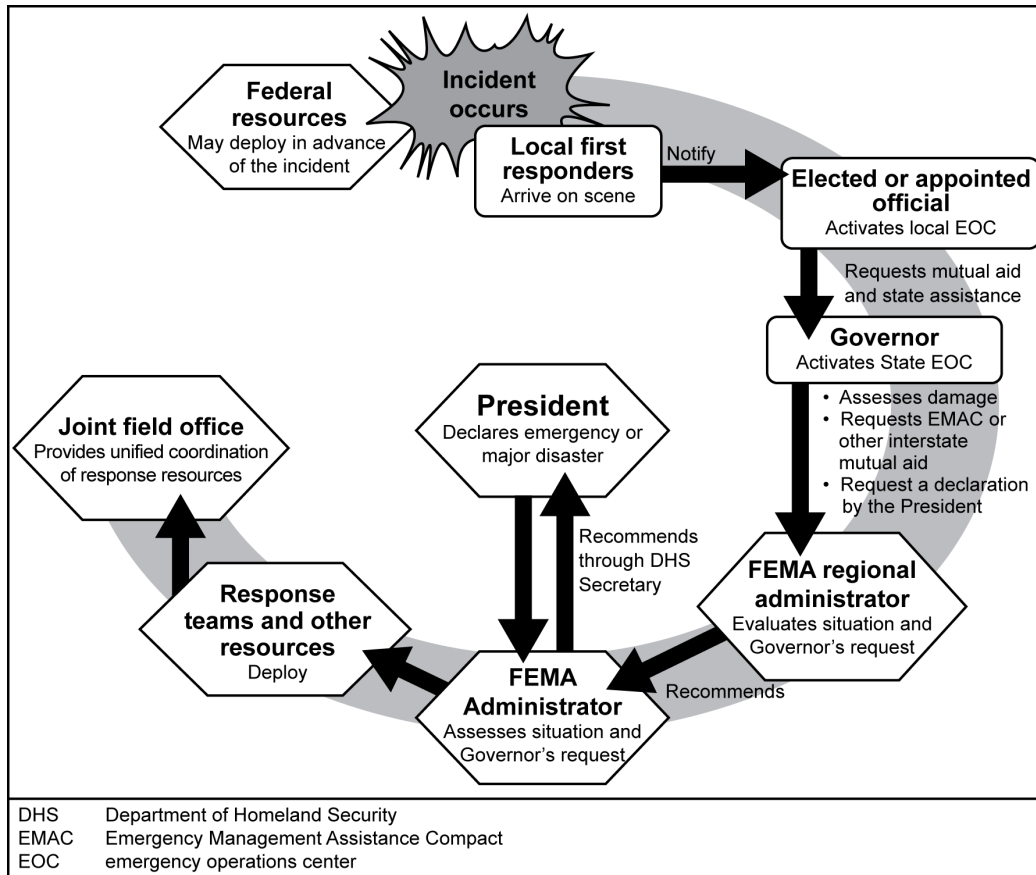 Incident
occurs
Federal
resources
May deploy in advance
of the incident
Local first
responders
Arrive on scene
Notify
Elected or appointed
official
Activates local EOC
Requests mutual aid
and state assistance
Governor
Activates State EOC
• Assesses damage
• Requests EMAC or
other interstate
mutual aid
• Request a declaration
by the President
FEMA regional
administrator
Evaluates situation and
Governor's request
Recommends
FEMA
Administrator
Assesses situation and
Governor's request
Recommends
through DHS
Secretary
President
Declares emergency or
major disaster
Response
teams and other
resources
Deploy
Joint field office
Provides unified coordination
of response resources
DHS Department of Homeland Security
EMAC Emergency Management Assistance Compact
EOC emergency operations center